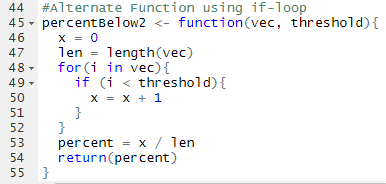 44 #Alternate Function using if-loop
45 percentBelow2 <- function(vec, threshold){
46 x = 0
47 len = length(vec)
48 for(i in vec){
49 if (i < threshold){
50 x = x + 1
51 }
52 }
53 percent = x / len
54 return(percent)
55 }